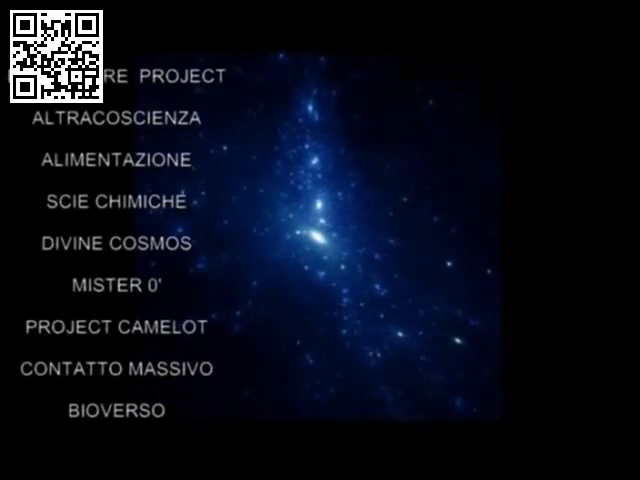 PROJECT
ALTRACOSCIENZA
ALIMENTAZIONE
SCIE CHIMICHE
DIVINE COSMOS
MISTER 0'
PROJECT CAMELOT
CONTATTO MASSIVO
BIOVERSO